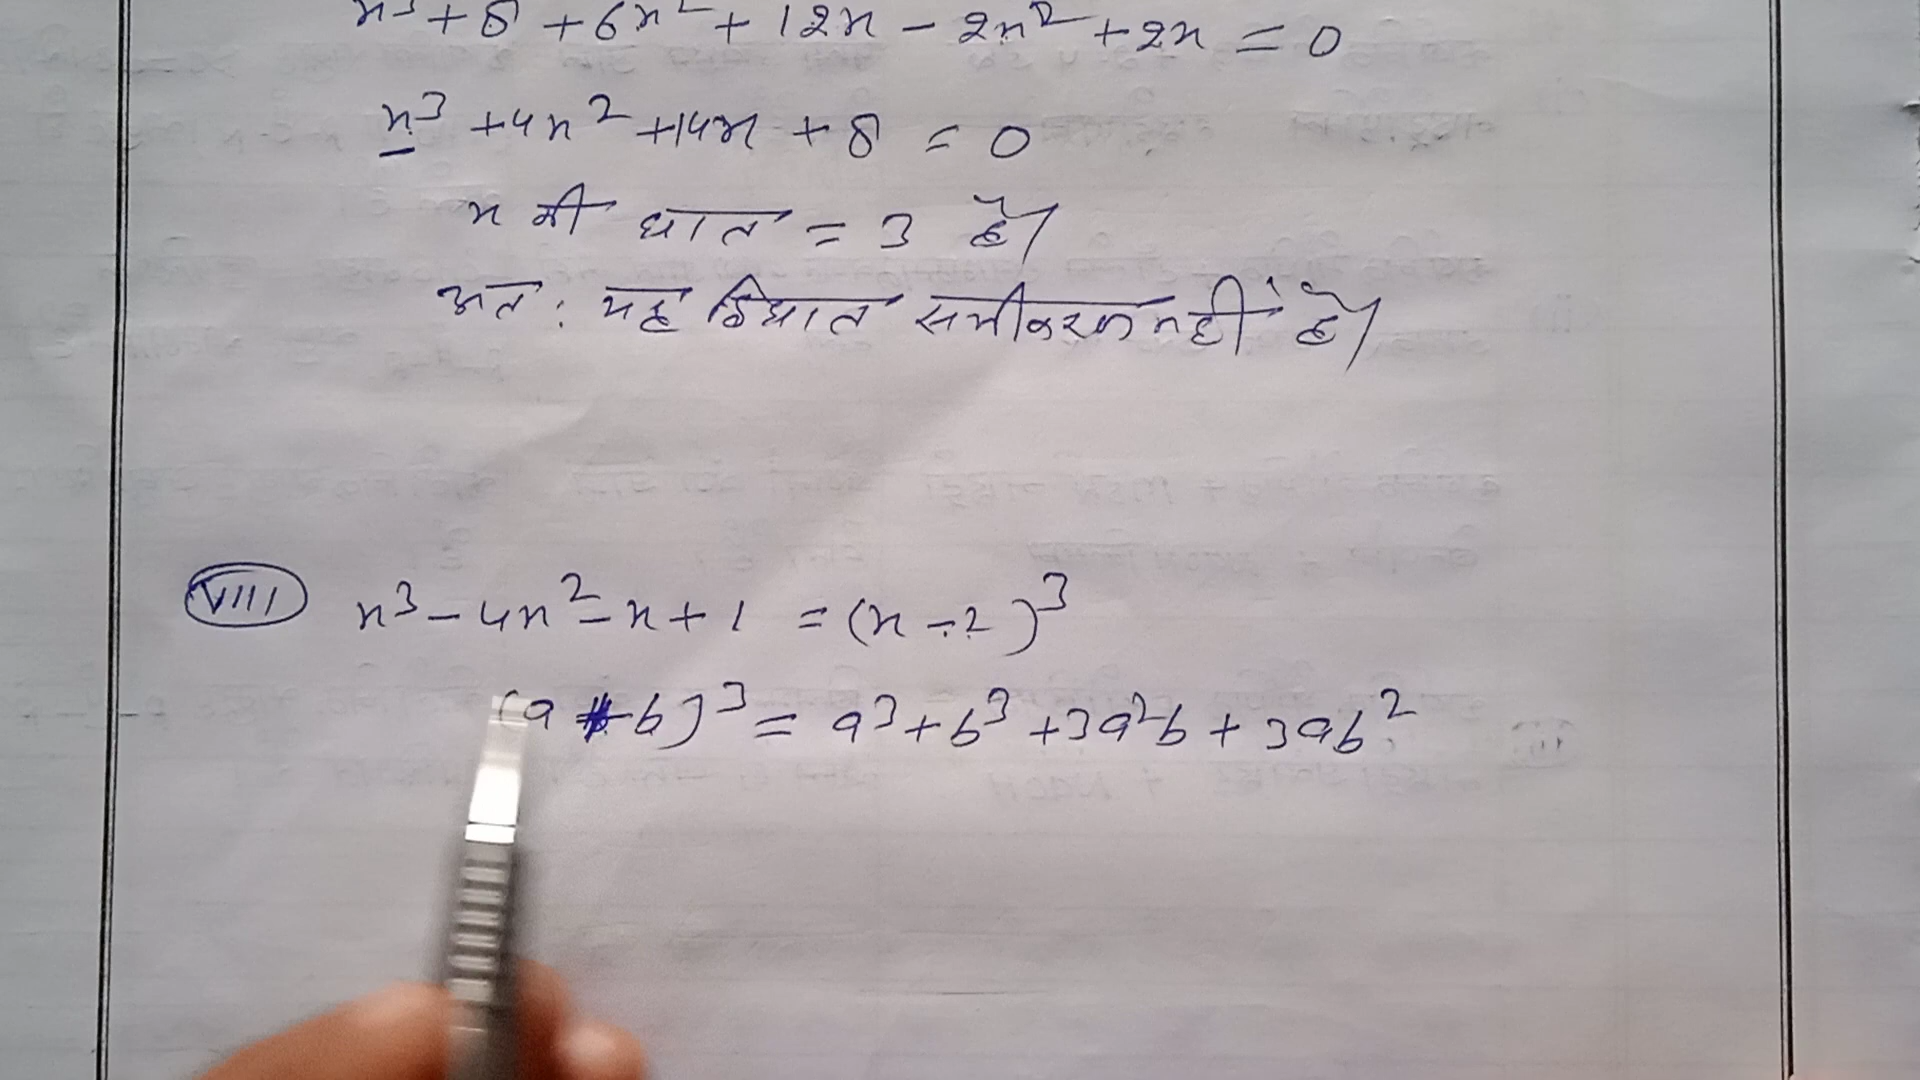 x³ + 8 + 6x² + 12x - 2x² + 2x = 0
x³ + 4x² + 14x + 8 = 0
x की घात = 3 है।
अतः यह द्विघात समीकरण नहीं है।
VIII x³ - 4x² - x + 1 = (x - 2)³
(a - b)³ = a³ + b³ + 3a²b + 3ab²